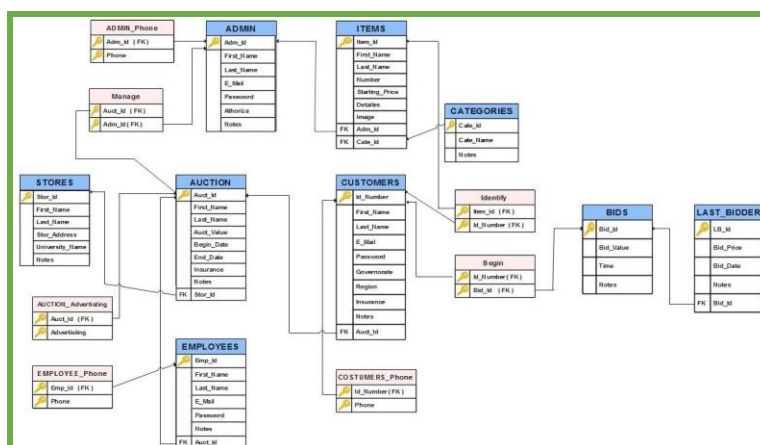 ADMIN_Phone
Adm_Id (FK)
Phone
ADMIN
Adm_Id
First_Name
Last_Name
E_Mail
Password
Athorize
Notes
ITEMS
Item_Id
First_Name
Last_Name
Number
Starting_Price
Detailes
Image
FK Adm_Id
FK Cate_Id
Manage
Auct_Id (FK)
Adm_Id(FK)
CATEGORIES
Cate_Id
Cate_Name
Notes
STORES
Stor_Id
First_Name
Last_Name
Stor_Address
University_Name
Notes
AUCTION
Auct_Id
First_Name
Last_Name
Auct_Value
Begin_Date
End_Date
Insurance
Notes
FK Stor_Id
CUSTOMERS
Id_Number
First_Name
Last_Name
E_Mail
Password
Governorate
Region
Insurance
Notes
FK Auct_Id
Identify
Item_Id (FK)
Id_Number (FK)
Begin
Id_Number(FK)
Bid_Id (FK)
BIDS
Bid_Id
Bid_Value
Time
Notes
LAST_BIDDER
LB_Id
Bid_Price
Bid_Date
Notes
FK Bid_Id
AUCTION_Advertisting
Auct_Id (FK)
Advertisting
EMPLOYEE_Phone
Emp_Id (FK)
Phone
EMPLOYEES
Emp_Id
First_Name
Last_Name
E_Mail
Password
Notes
FK Auct_Id
COSTUMERS_Phone
Id_Number(FK)
Phone